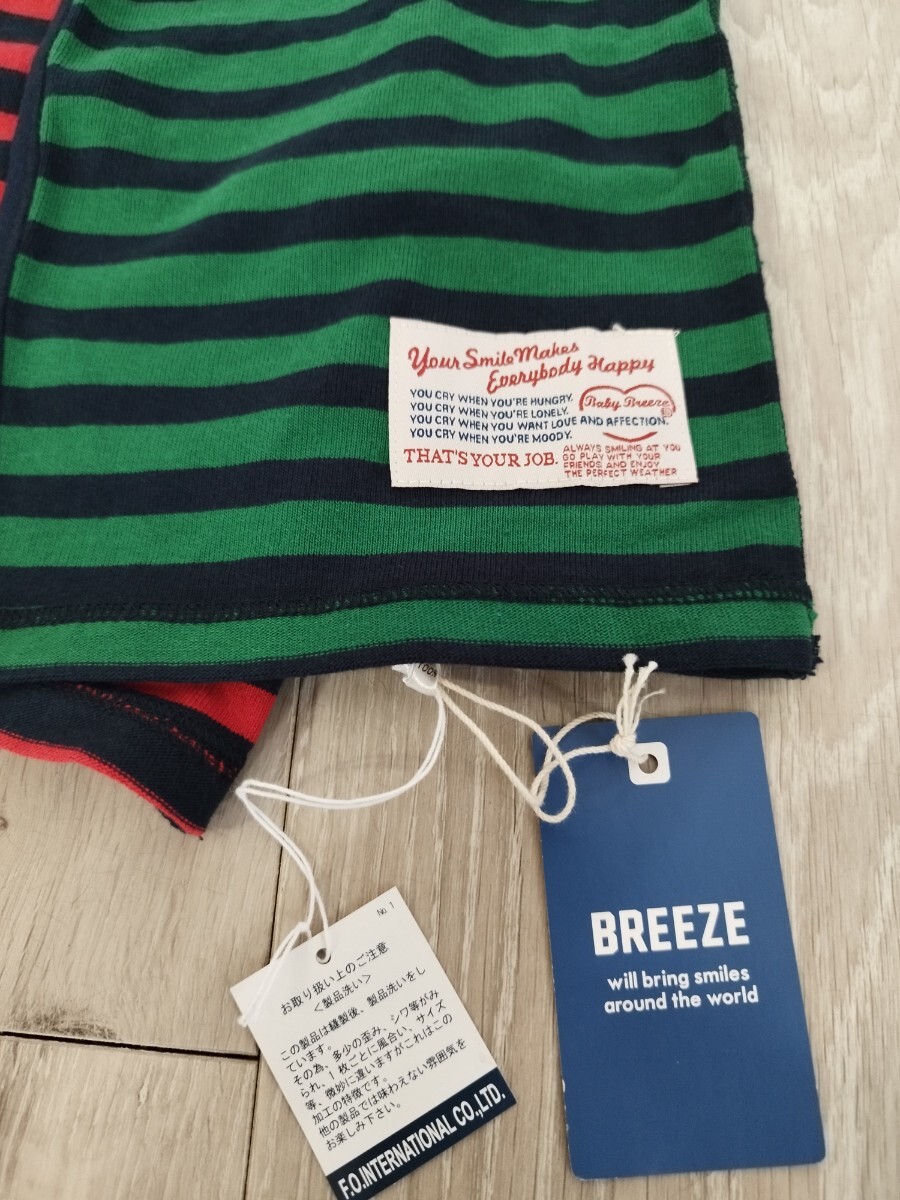 Your Smile Makes
Everybody Happy
YOU CRY WHEN YOU'RE HUNGRY.
YOU CRY WHEN YOU'RE LONELY.
YOU CRY WHEN YOU WANT LOVE AND AFFECTION.
YOU CRY WHEN YOU'RE MOODY.
THAT'S YOUR JOB.
Baby Breeze
ALWAYS SMILING AT YOU
GO PLAY WITH YOUR
FRIENDS AND ENJOY
THE PERFECT WEATHER
100%
No. 1
お取り扱い上のご注意
<製品洗い>
この製品は縫製後、製品洗いをし
ています。
その為、多少の歪み、シワ等がみ
られ、1枚ごとに風合い、サイズ
等、微妙に違いますがこれはこの
加工の特徴です。
他の製品では味わえない雰囲気を
お楽しみ下さい。
F.O.INTERNATIONAL CO.,LTD.
BREEZE
will bring smiles
around the world